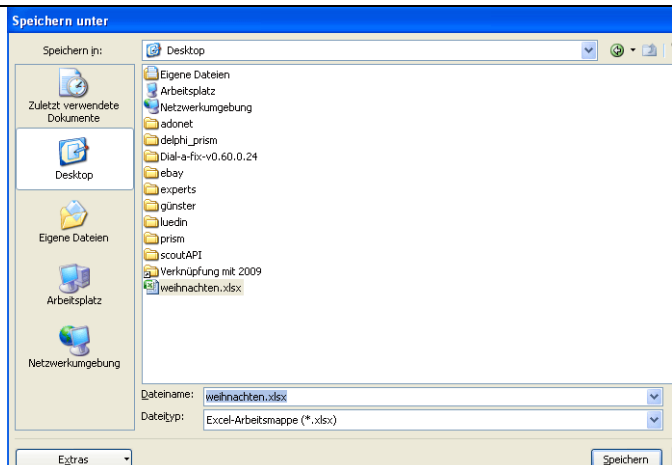 Speichern unter
Speichern in:
Desktop
Zuletzt verwendete
Dokumente
Desktop
Eigene Dateien
Arbeitsplatz
Netzwerkumgebung
Eigene Dateien
Arbeitsplatz
Netzwerkumgebung
adonet
delphi_prism
Dial-a-fix-v0.60.0.24
ebay
experts
günster
luedin
prism
scoutAPI
Verknüpfung mit 2009
weihnachten.xlsx
Dateiname:
weihnachten.xlsx
Dateityp:
Excel-Arbeitsmappe (*.xlsx)
Extras
Speichern